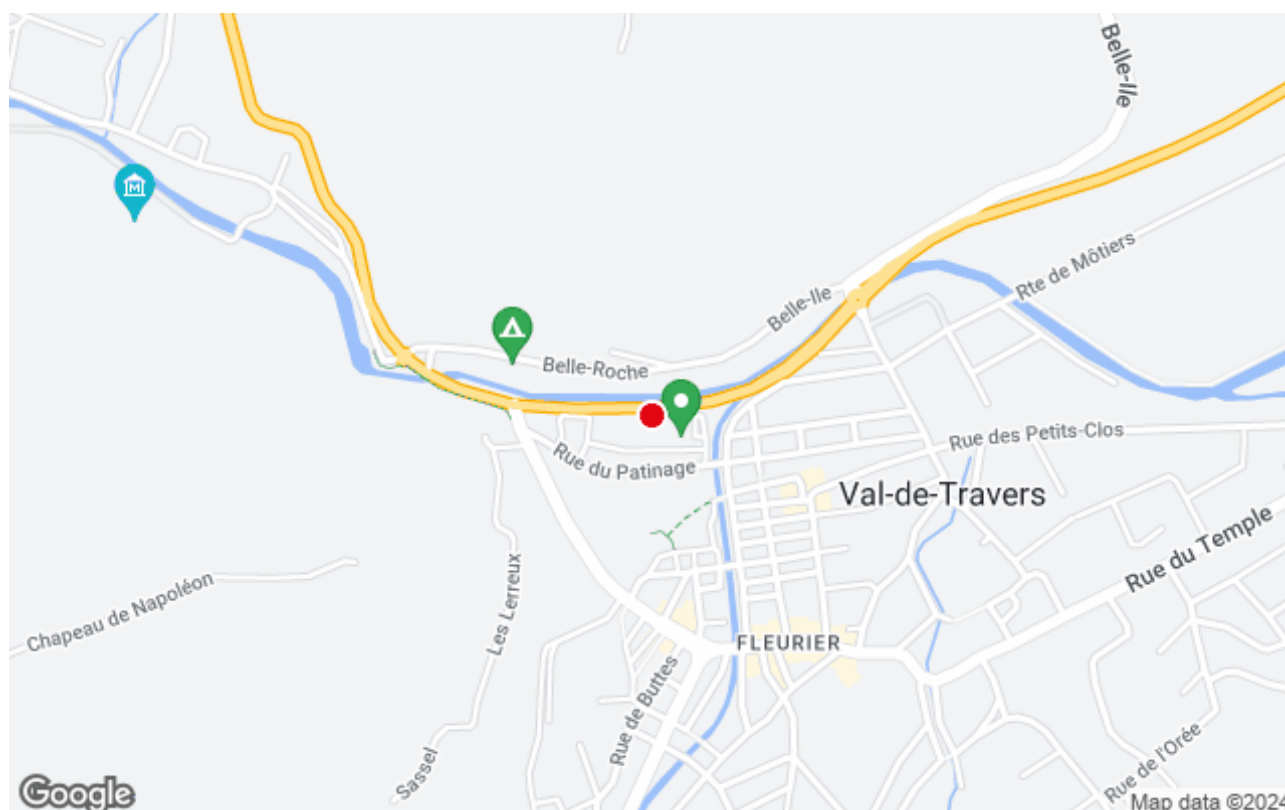 Belle-Ile
Rte de Môtiers
Belle-Ile
Belle-Roche
Rue des Petits-Clos
Rue du Patinage
Val-de-Travers
Rue du Temple
Chapeau de Napoléon
Les Lerreux
FLEURIER
Rue de Buttes
Sassel
Rue de l'Orée
M
Google
Map data ©2024